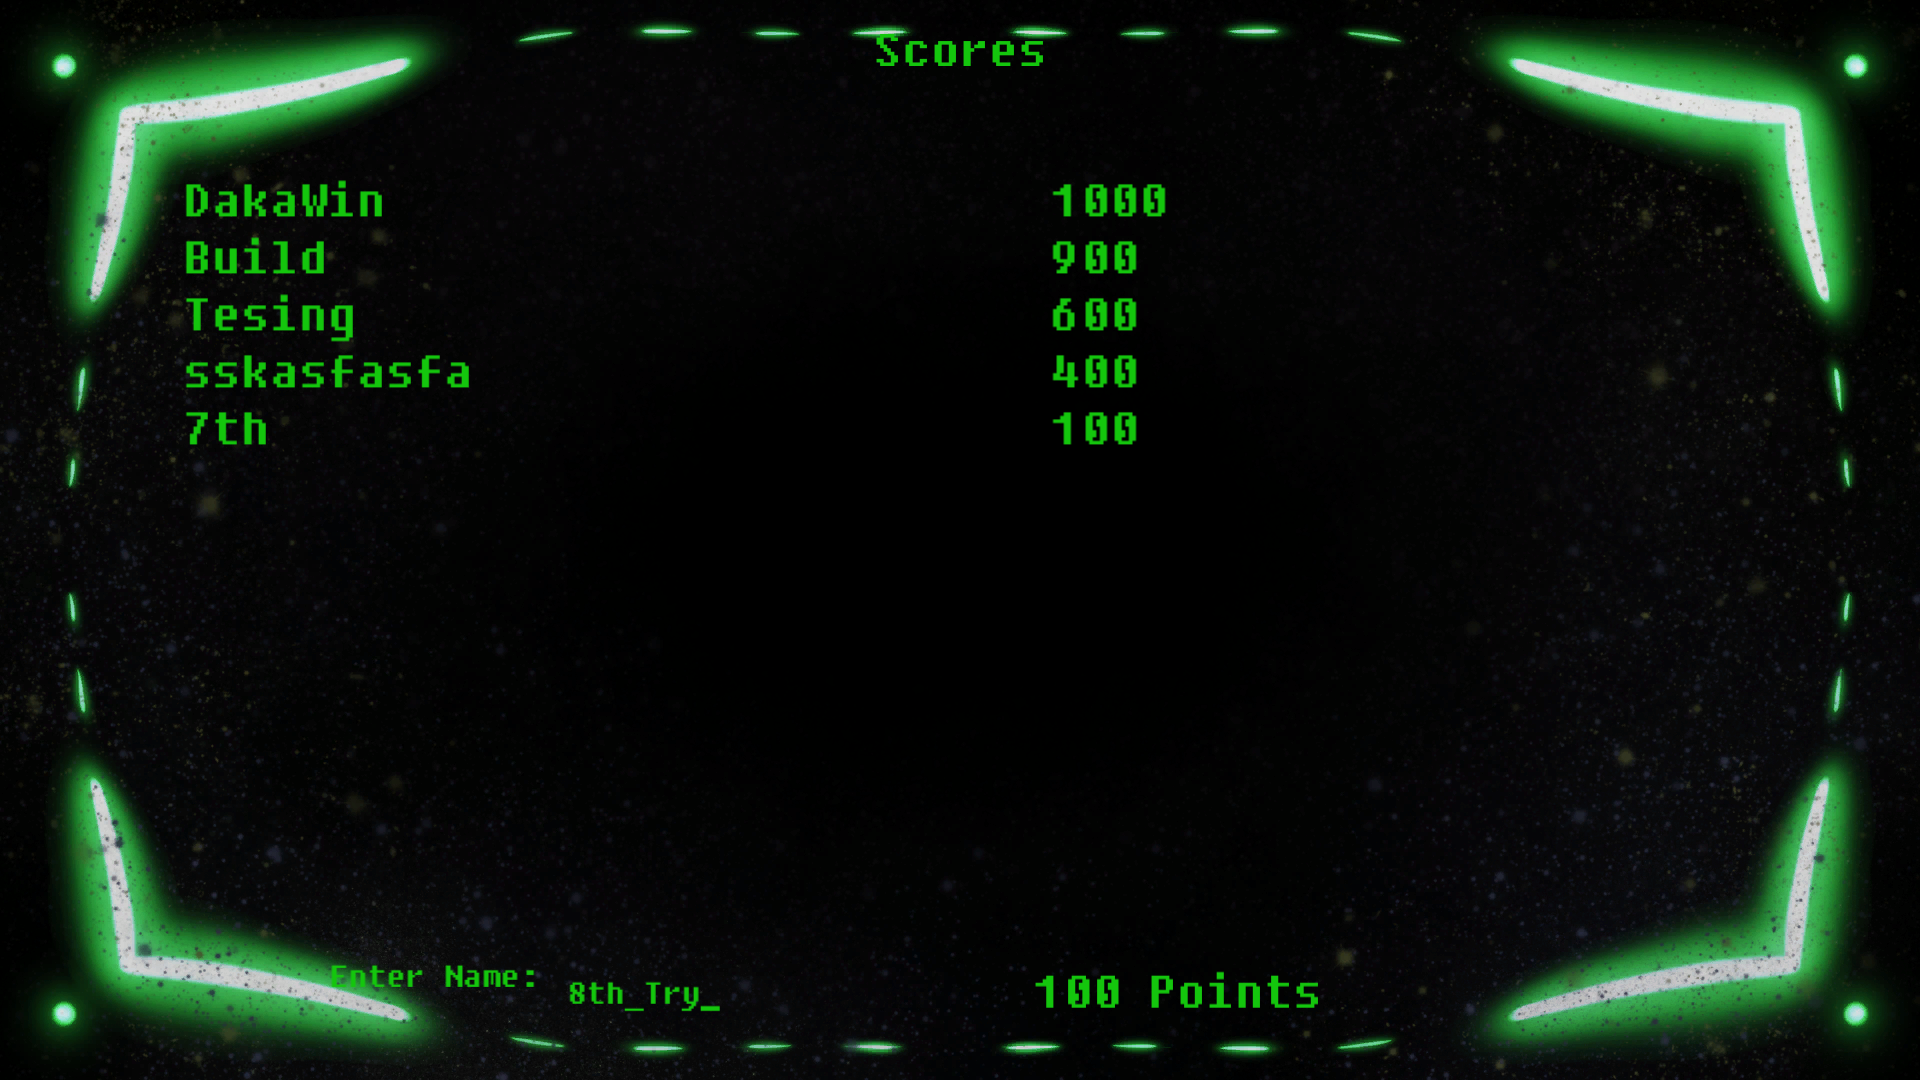 Scores
DakaWin 1000
Build 900
Tesing 600
sskasfasfa 400
7th 100
Enter Name: 8th_Try_ 100 Points